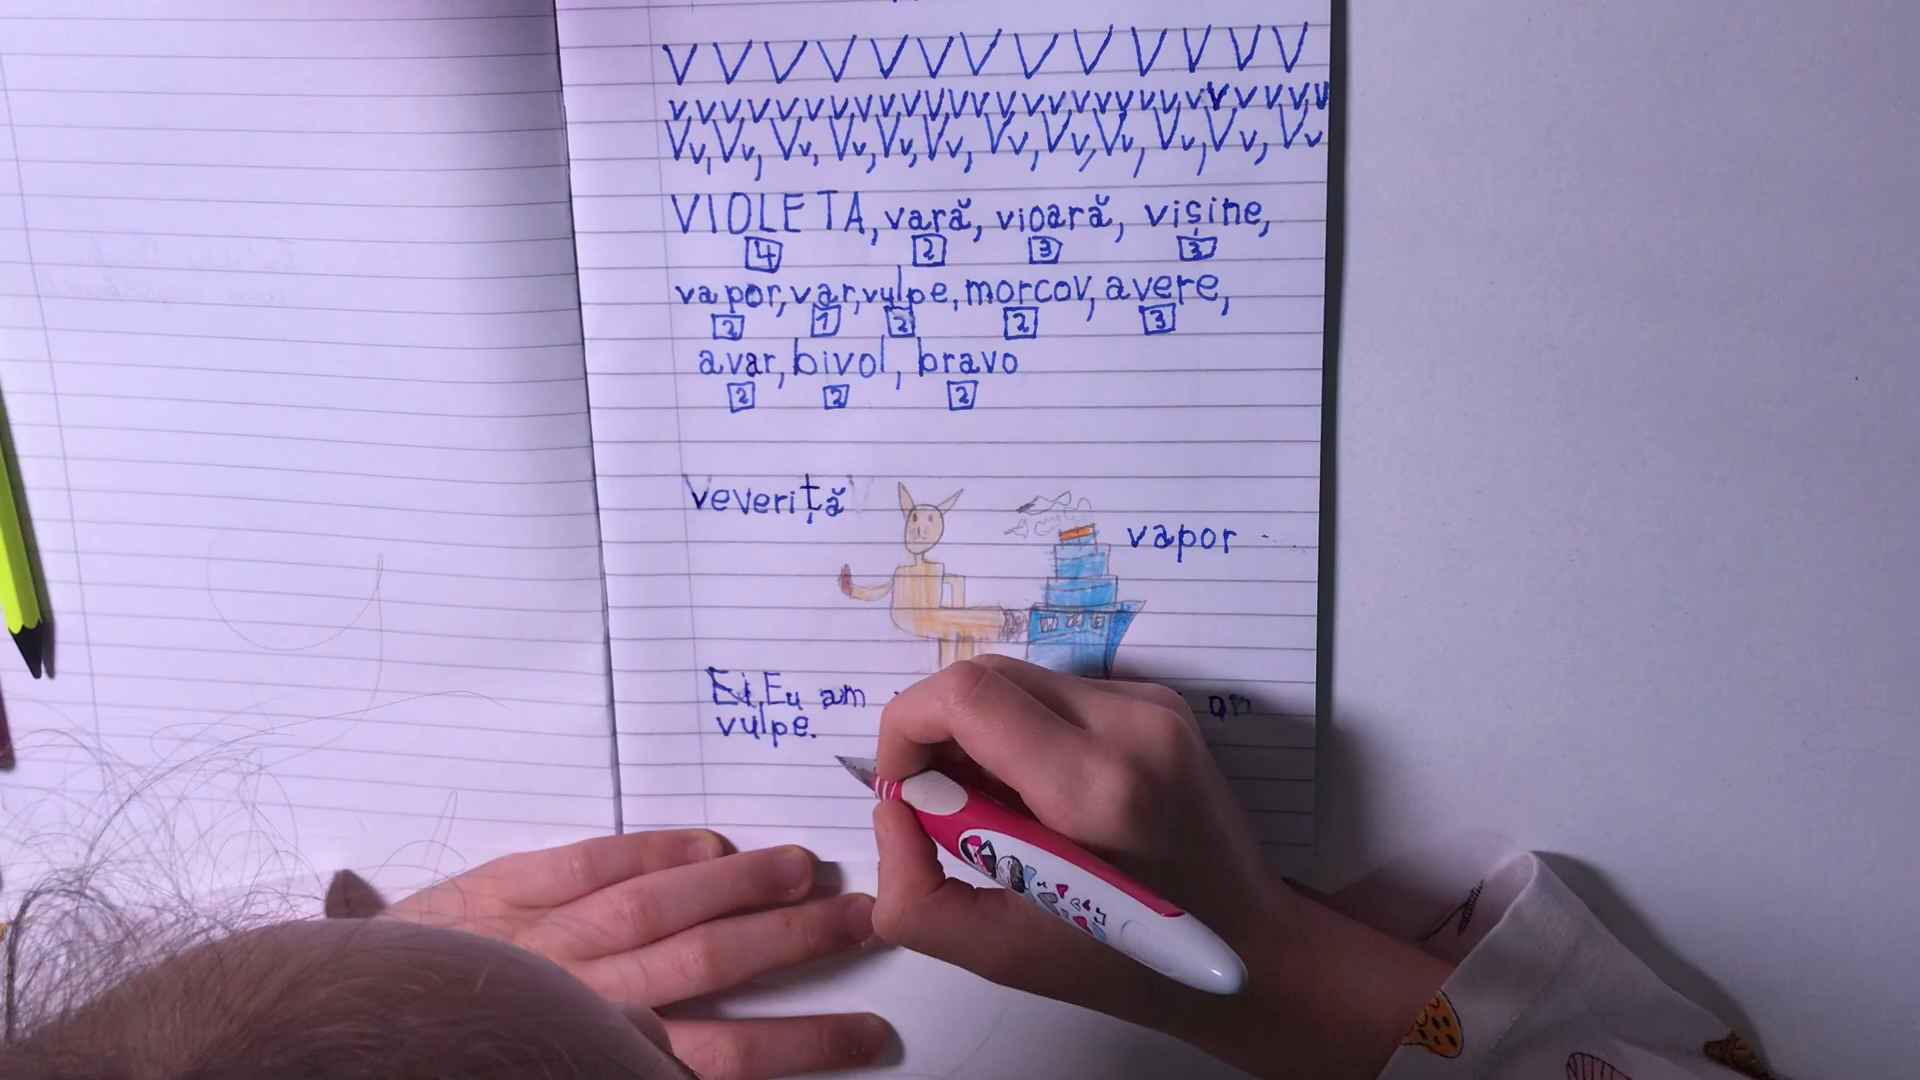 V V V V V V V V V V V V V
v v v v v v v v v v v v v v v v v v v v v v v v v v v v
Vv, Vv, Vv, Vv, Vv, Vv, Vv, Vv, Vv, Vv, Vv, Vv
VIOLETA, vară, vioară, vișine,
4 2 3 3
vapor, var, vulpe, morcov, avere,
2 1 2 2 3
avar, bivol, bravo
2 2 2
Veveriță
vapor
Eu am
vulpe.